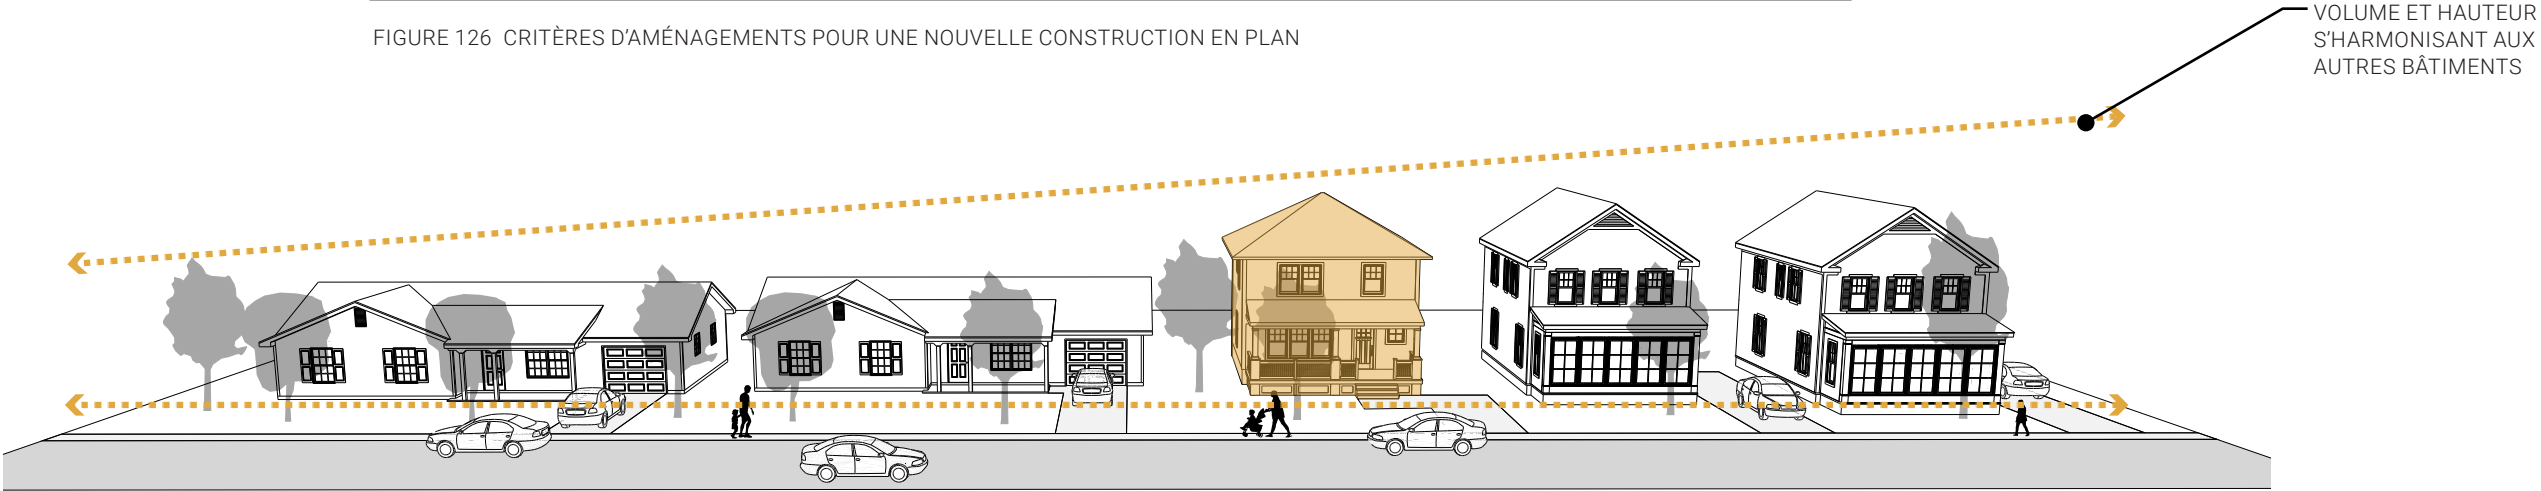 FIGURE 126 CRITÈRES D'AMÉNAGEMENTS POUR UNE NOUVELLE CONSTRUCTION EN PLAN
VOLUME ET HAUTEUR
S'HARMONISANT AUX
AUTRES BÂTIMENTS